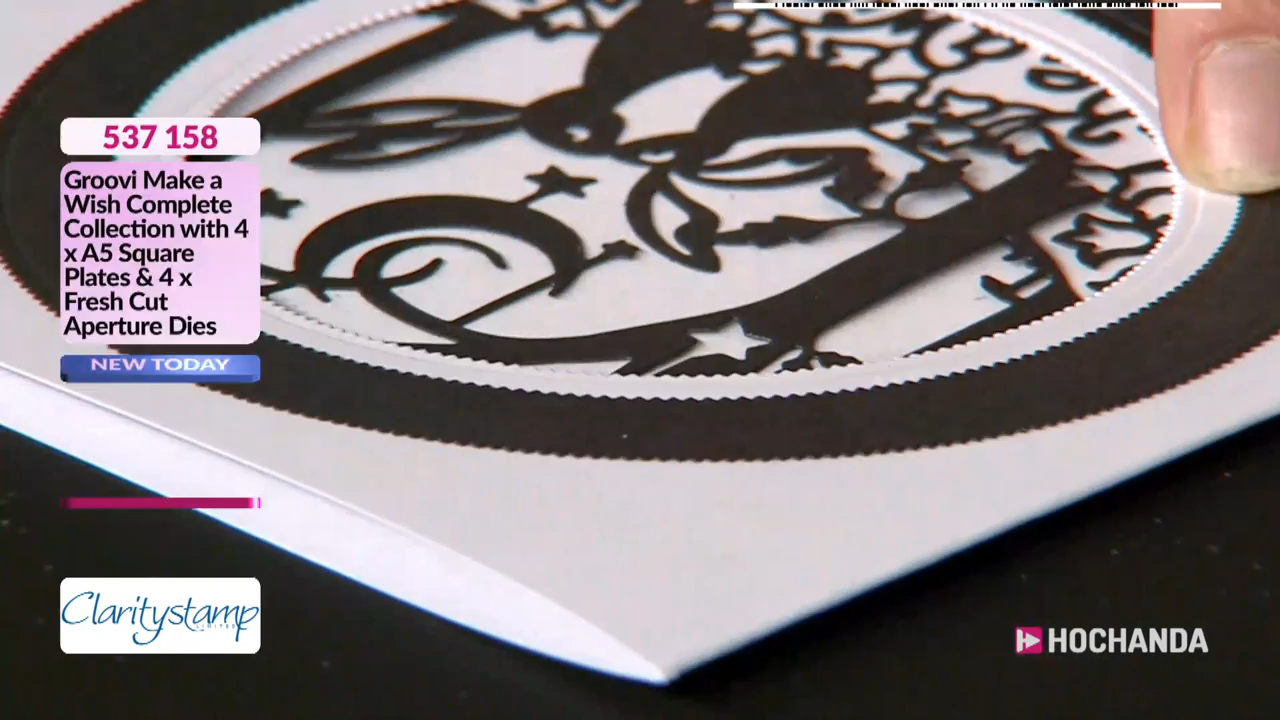 537 158
Groovi Make a
Wish Complete
Collection with 4
x A5 Square
Plates & 4 x
Fresh Cut
Aperture Dies
NEW TODAY
Claritystamp
LIMITED
HOCHANDA